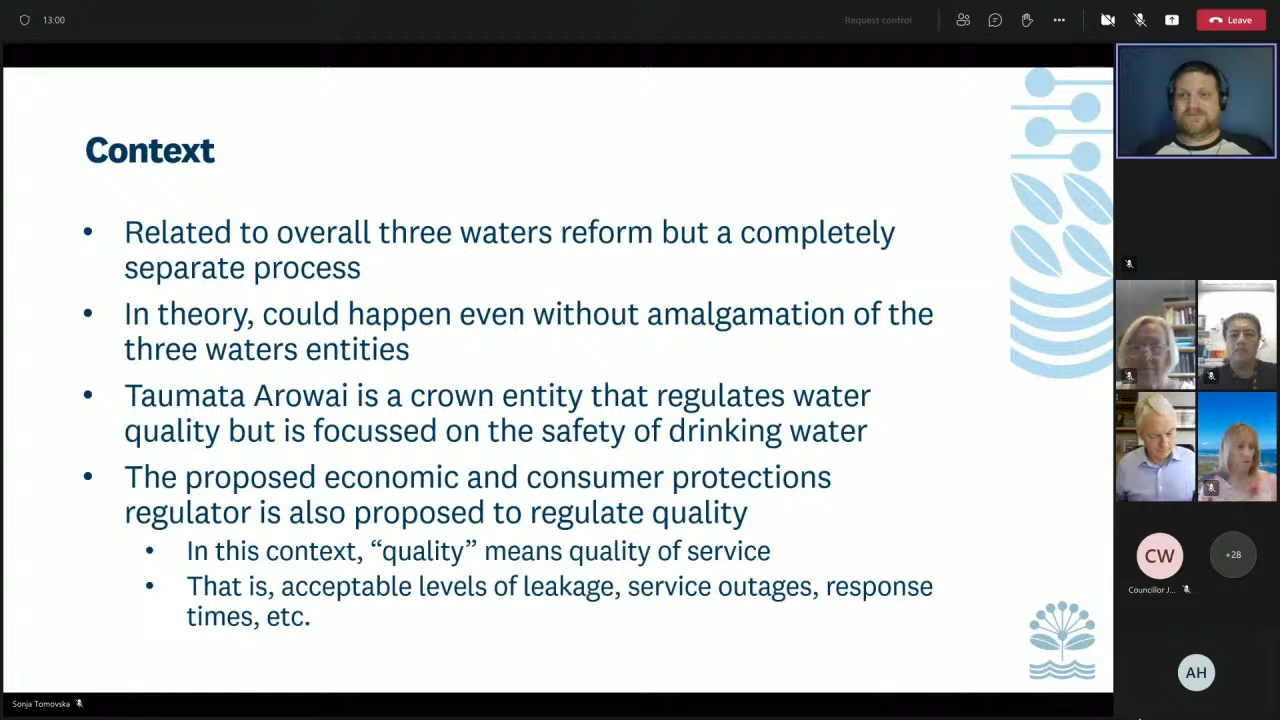 13:00
Request control
Leave
Context
• Related to overall three waters reform but a completely
separate process
• In theory, could happen even without amalgamation of the
three waters entities
• Taumata Arowai is a crown entity that regulates water
quality but is focussed on the safety of drinking water
• The proposed economic and consumer protections
regulator is also proposed to regulate quality
• In this context, “quality” means quality of service
• That is, acceptable levels of leakage, service outages, response
times, etc.
CW
+28
Councillor J...
AH
Sonja Tomovska